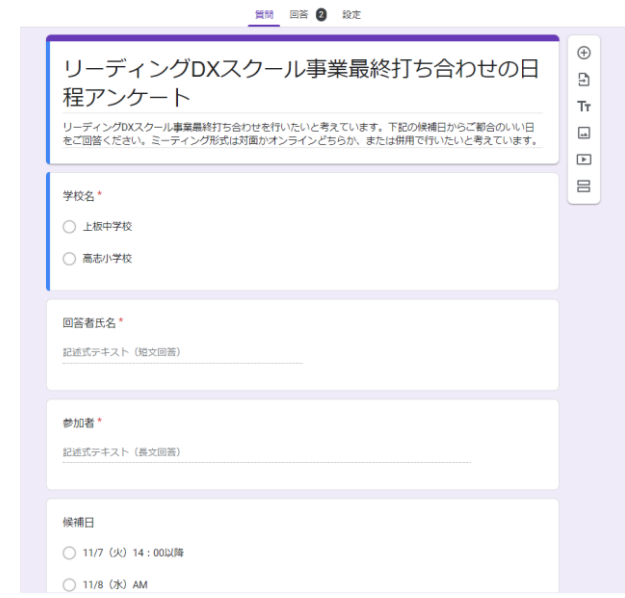 質問 回答 2 設定
リーディングDXスクール事業最終打ち合わせの日
程アンケート
リーディングDXスクール事業最終打ち合わせを行いたいと考えています。下記の候補日からご都合のいい日
をご回答ください。ミーティング形式は対面かオンラインどちらか、または併用で行いたいと考えています。
学校名 *
上板中学校
高志小学校
回答者氏名 *
記述式テキスト（短文回答）
参加者 *
記述式テキスト（長文回答）
候補日
11/7（火）14：00以降
11/8（水）AM